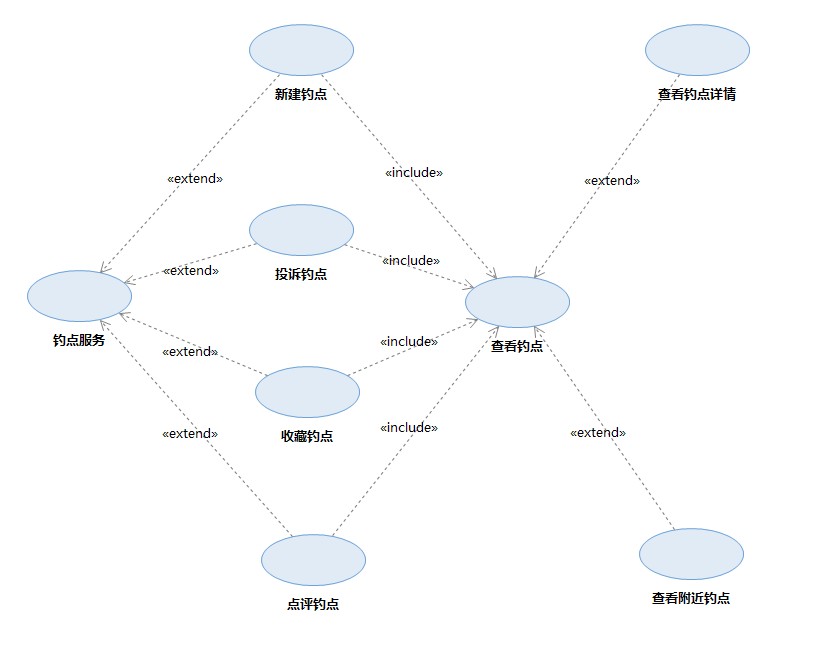 新建钓点
查看钓点详情
«extend»
«include»
«extend»
«include»
«extend»
投诉钓点
钓点服务
查看钓点
«include»
«extend»
收藏钓点
«include»
«extend»
«extend»
点评钓点
查看附近钓点